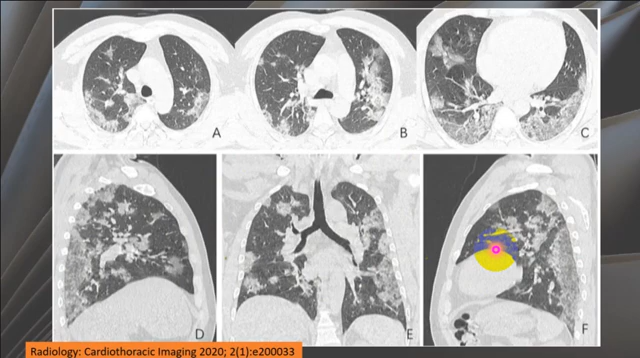 A
B
C
D
E
F
Radiology: Cardiothoracic Imaging 2020; 2(1):e200033